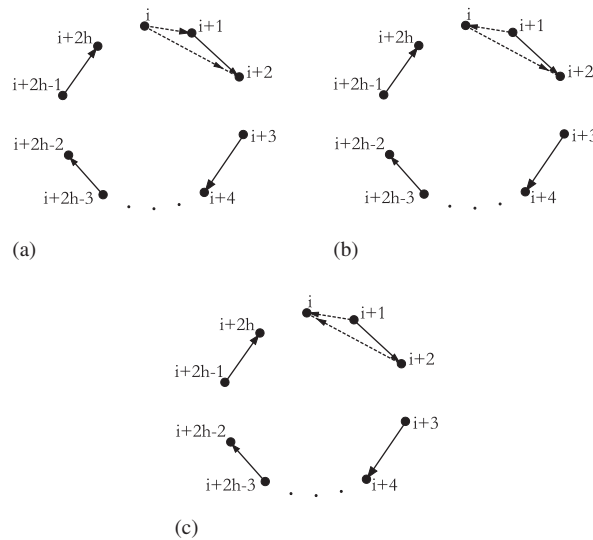 i
i+1
i+2h
i+2
i+2h-1
i+2h-2
i+3
i+2h-3
i+4
. . .
(a)
i
i+1
i+2h
i+2
i+2h-1
i+2h-2
i+3
i+2h-3
i+4
. . .
(b)
i
i+1
i+2h
i+2
i+2h-1
i+2h-2
i+3
i+2h-3
i+4
. . .
(c)